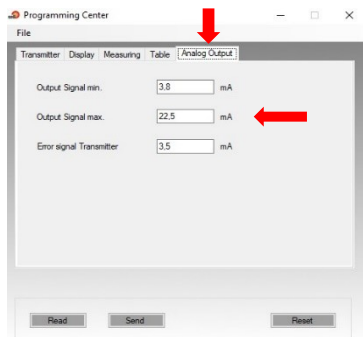 Programming Center
File
Transmitter Display Measuring Table Analog Output
Output Signal min. 3.8 mA
Output Signal max. 22,5 mA
Error signal Transmitter 3.5 mA
Read Send Reset